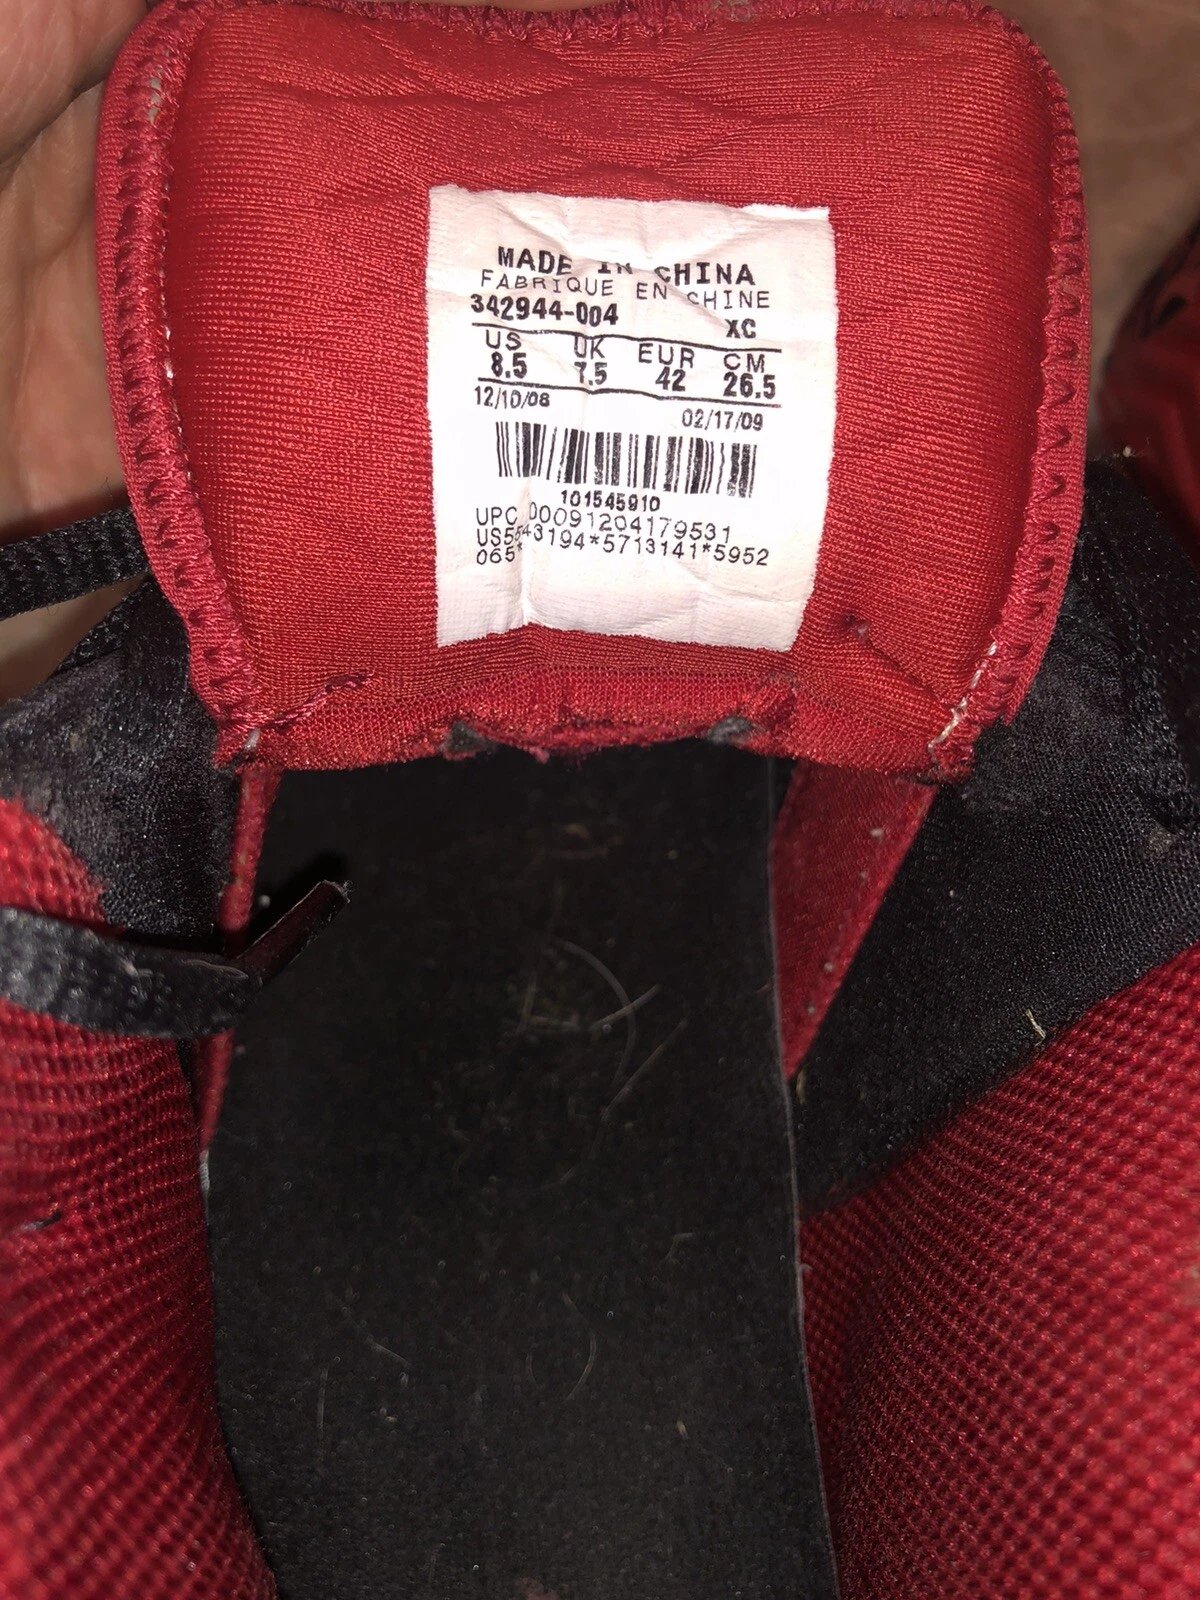 MADE IN CHINA
FABRIQUE EN CHINE
342944-004 XC
US UK EUR CM
8.5 7.5 42 26.5
12/10/08 02/17/09
101545910
UPC 00091204179531
US5543194*5713141*5952
065*